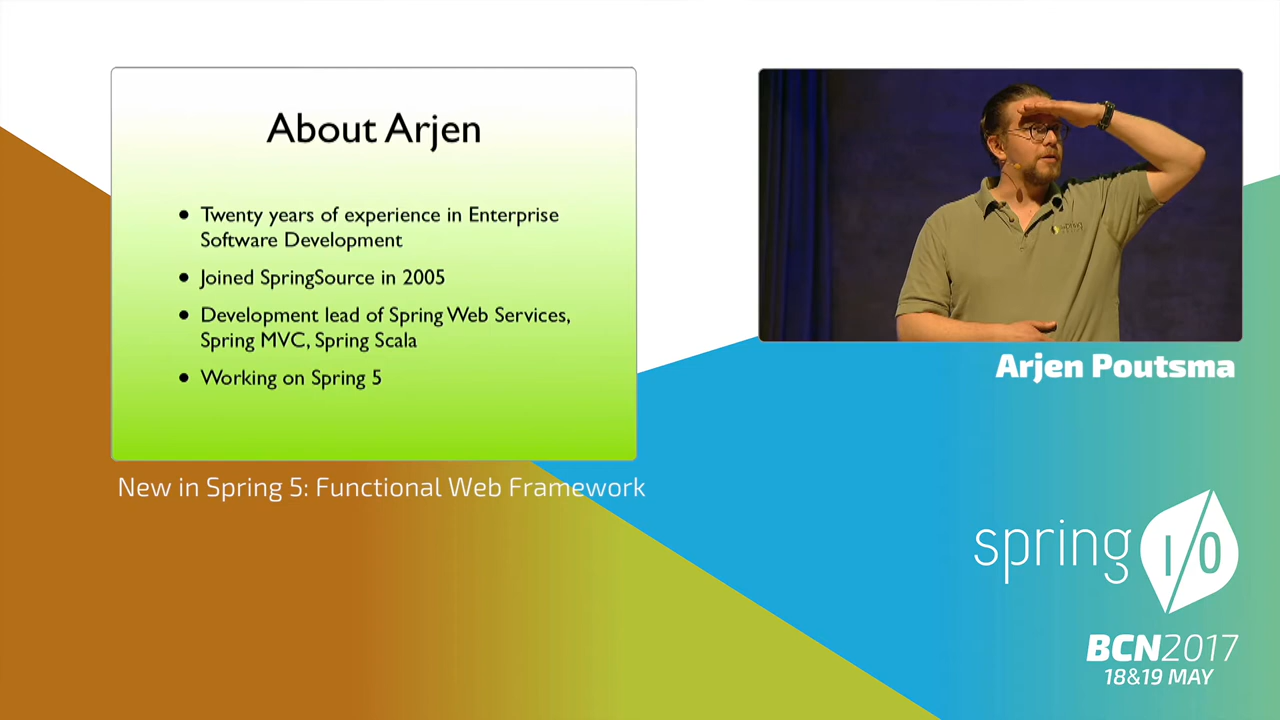 About Arjen
• Twenty years of experience in Enterprise
Software Development
• Joined SpringSource in 2005
• Development lead of Spring Web Services,
Spring MVC, Spring Scala
• Working on Spring 5
New in Spring 5: Functional Web Framework
spring
Arjen Poutsma
spring I/O
BCN2017
18&19 MAY